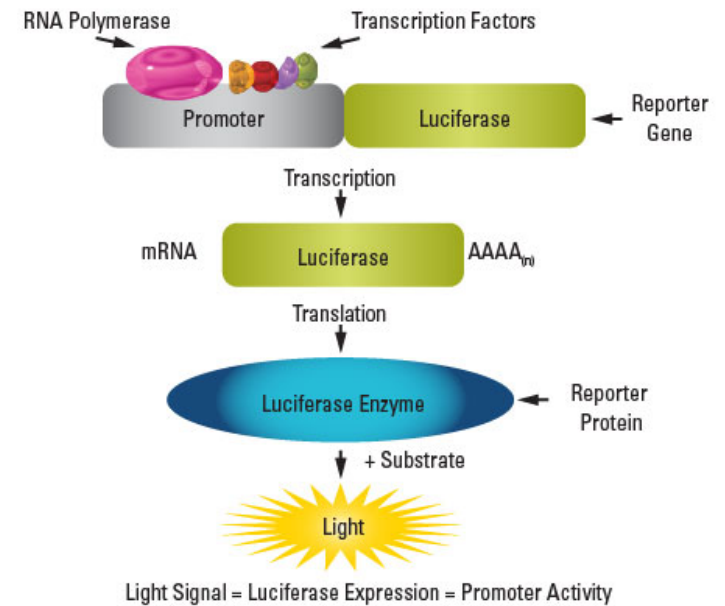 RNA Polymerase
Transcription Factors
Promoter
Luciferase
Reporter
Gene
Transcription
mRNA
Luciferase
AAAA(n)
Translation
Luciferase Enzyme
Reporter
Protein
+ Substrate
Light
Light Signal = Luciferase Expression = Promoter Activity